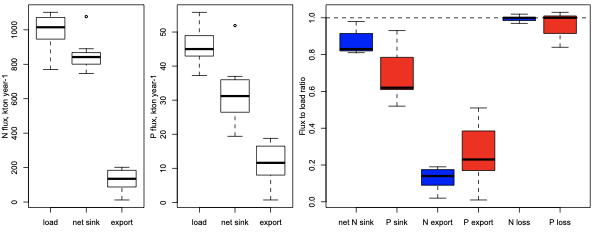 N flux, kton year-1
0
200
400
600
800
1000
load
net sink
export
P flux, kton year-1
0
10
20
30
40
50
load
net sink
export
Flux to load ratio
0.0
0.2
0.4
0.6
0.8
1.0
net N sink
P sink
N export
P export
N loss
P loss